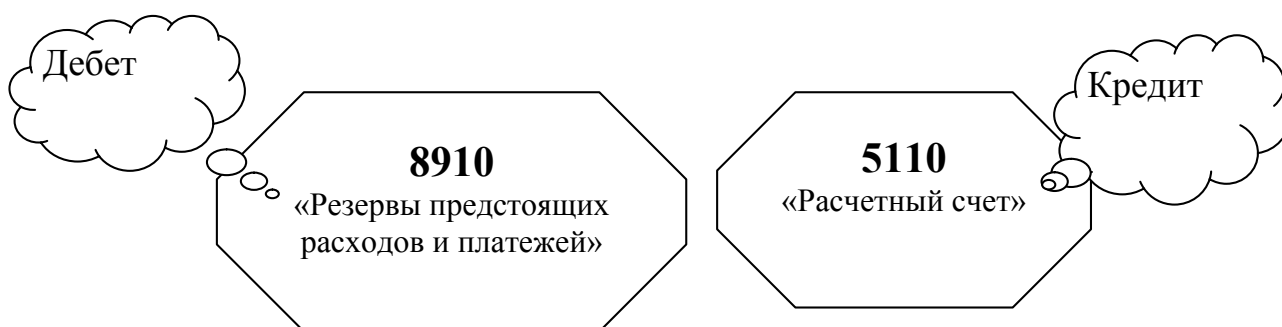 Дебет
8910
«Резервы предстоящих
расходов и платежей»
5110
«Расчетный счет»
Кредит